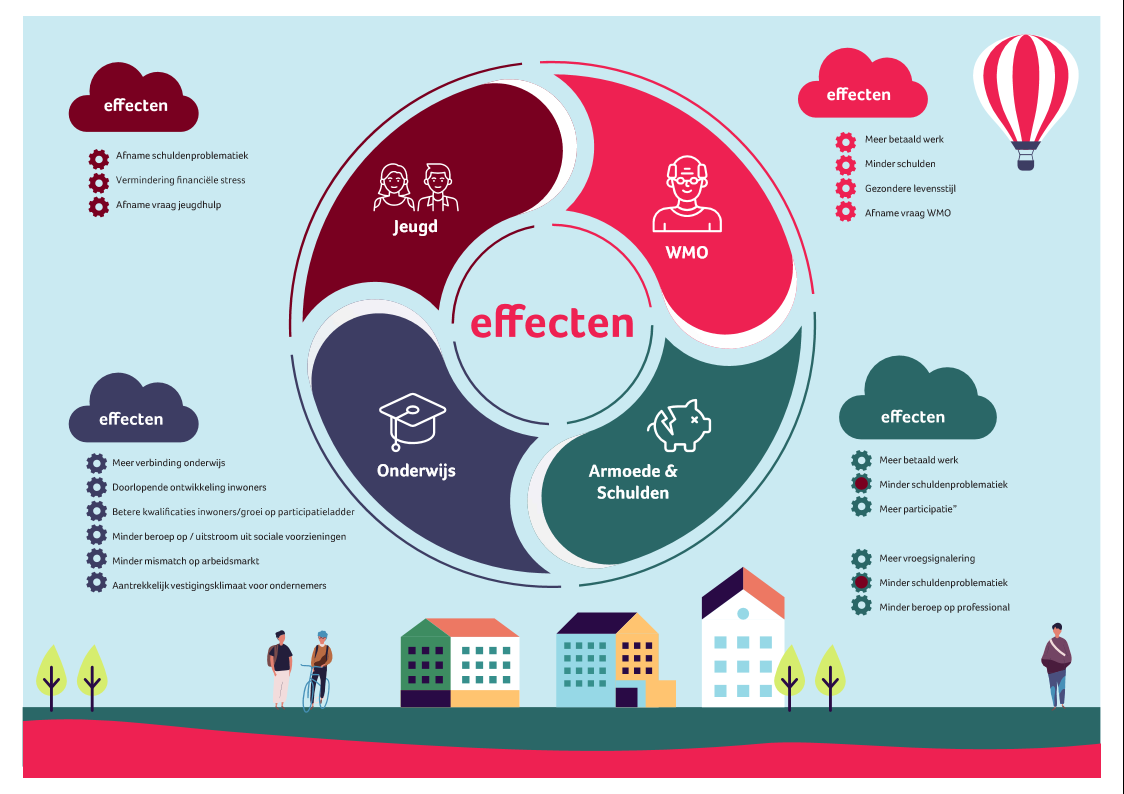 effecten
Afname schuldenproblematiek
Vermindering financiële stress
Afname vraag jeugdhulp
effecten
Meer betaald werk
Minder schulden
Gezondere levensstijl
Afname vraag WMO
Jeugd
WMO
effecten
Onderwijs
Armoede &
Schulden
effecten
Meer verbinding onderwijs
Doorlopende ontwikkeling inwoners
Betere kwalificaties inwoners/groei op participatieladder
Minder beroep op / uitstroom uit sociale voorzieningen
Minder mismatch op arbeidsmarkt
Aantrekkelijk vestigingsklimaat voor ondernemers
effecten
Meer betaald werk
Minder schuldenproblematiek
Meer participatie”
Meer vroegsignalering
Minder schuldenproblematiek
Minder beroep op professional